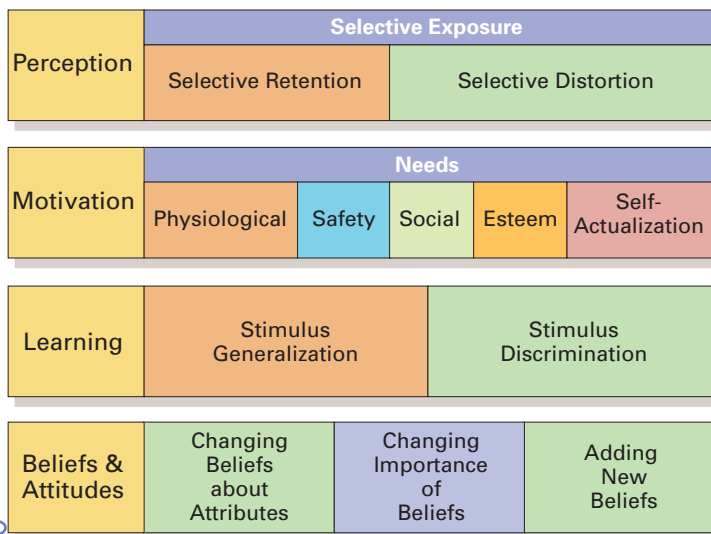 Perception
Selective Exposure
Selective Retention
Selective Distortion
Motivation
Needs
Physiological
Safety
Social
Esteem
Self-
Actualization
Learning
Stimulus
Generalization
Stimulus
Discrimination
Beliefs &
Attitudes
Changing
Beliefs
about
Attributes
Changing
Importance
of
Beliefs
Adding
New
Beliefs